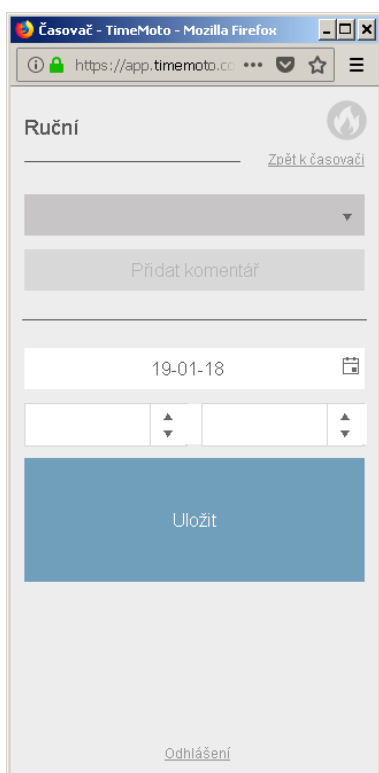 Časovač - TimeMoto - Mozilla Firefox
https://app.timemoto.co
Ruční
Zpět k časovači
Přidat komentář
19-01-18
Uložit
Odhlášení